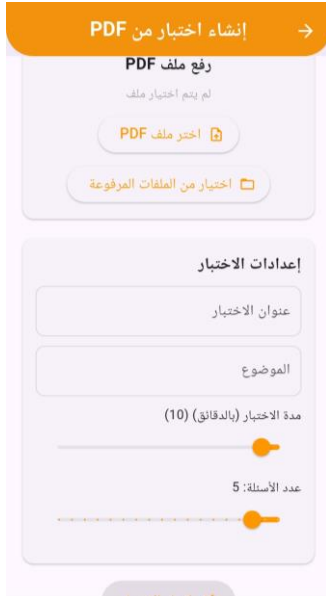 إنشاء اختبار من PDF
رفع ملف PDF
لم يتم اختيار ملف
اختر ملف PDF
اختيار من الملفات المرفوعة
إعدادات الاختبار
عنوان الاختبار
الموضوع
مدة الاختبار (بالدقائق) (10)
عدد الأسئلة: 5